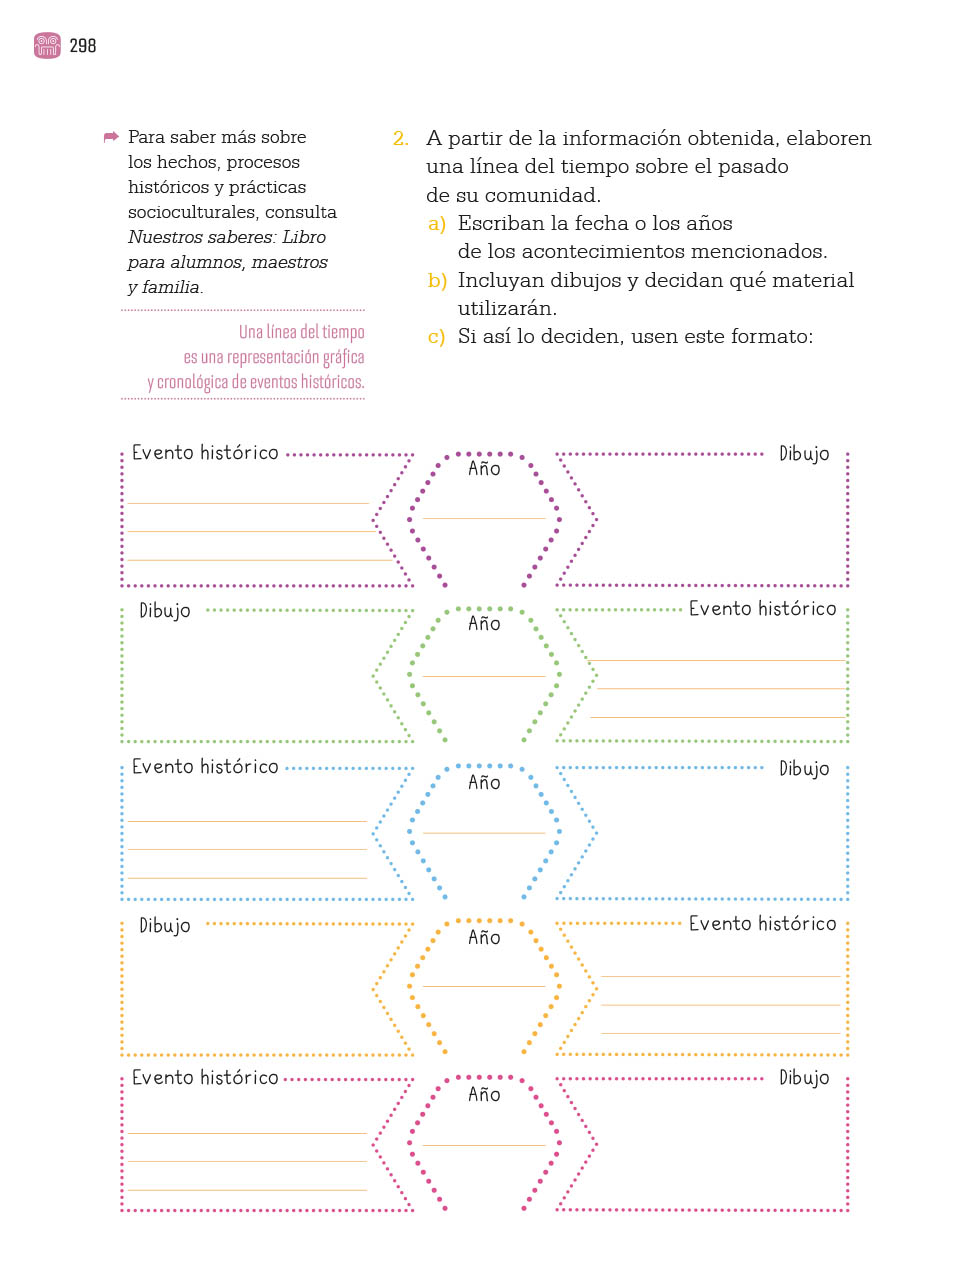 298
Para saber más sobre
los hechos, procesos
históricos y prácticas
socioculturales, consulta
Nuestros saberes: Libro
para alumnos, maestros
y familia.
Una línea del tiempo
es una representación gráfica
y cronológica de eventos históricos.
2. A partir de la información obtenida, elaboren
una línea del tiempo sobre el pasado
de su comunidad.
a) Escriban la fecha o los años
de los acontecimientos mencionados.
b) Incluyan dibujos y decidan qué material
utilizarán.
c) Si así lo deciden, usen este formato:
Evento histórico
Año
Dibujo
Dibujo
Año
Evento histórico
Evento histórico
Año
Dibujo
Dibujo
Año
Evento histórico
Evento histórico
Año
Dibujo